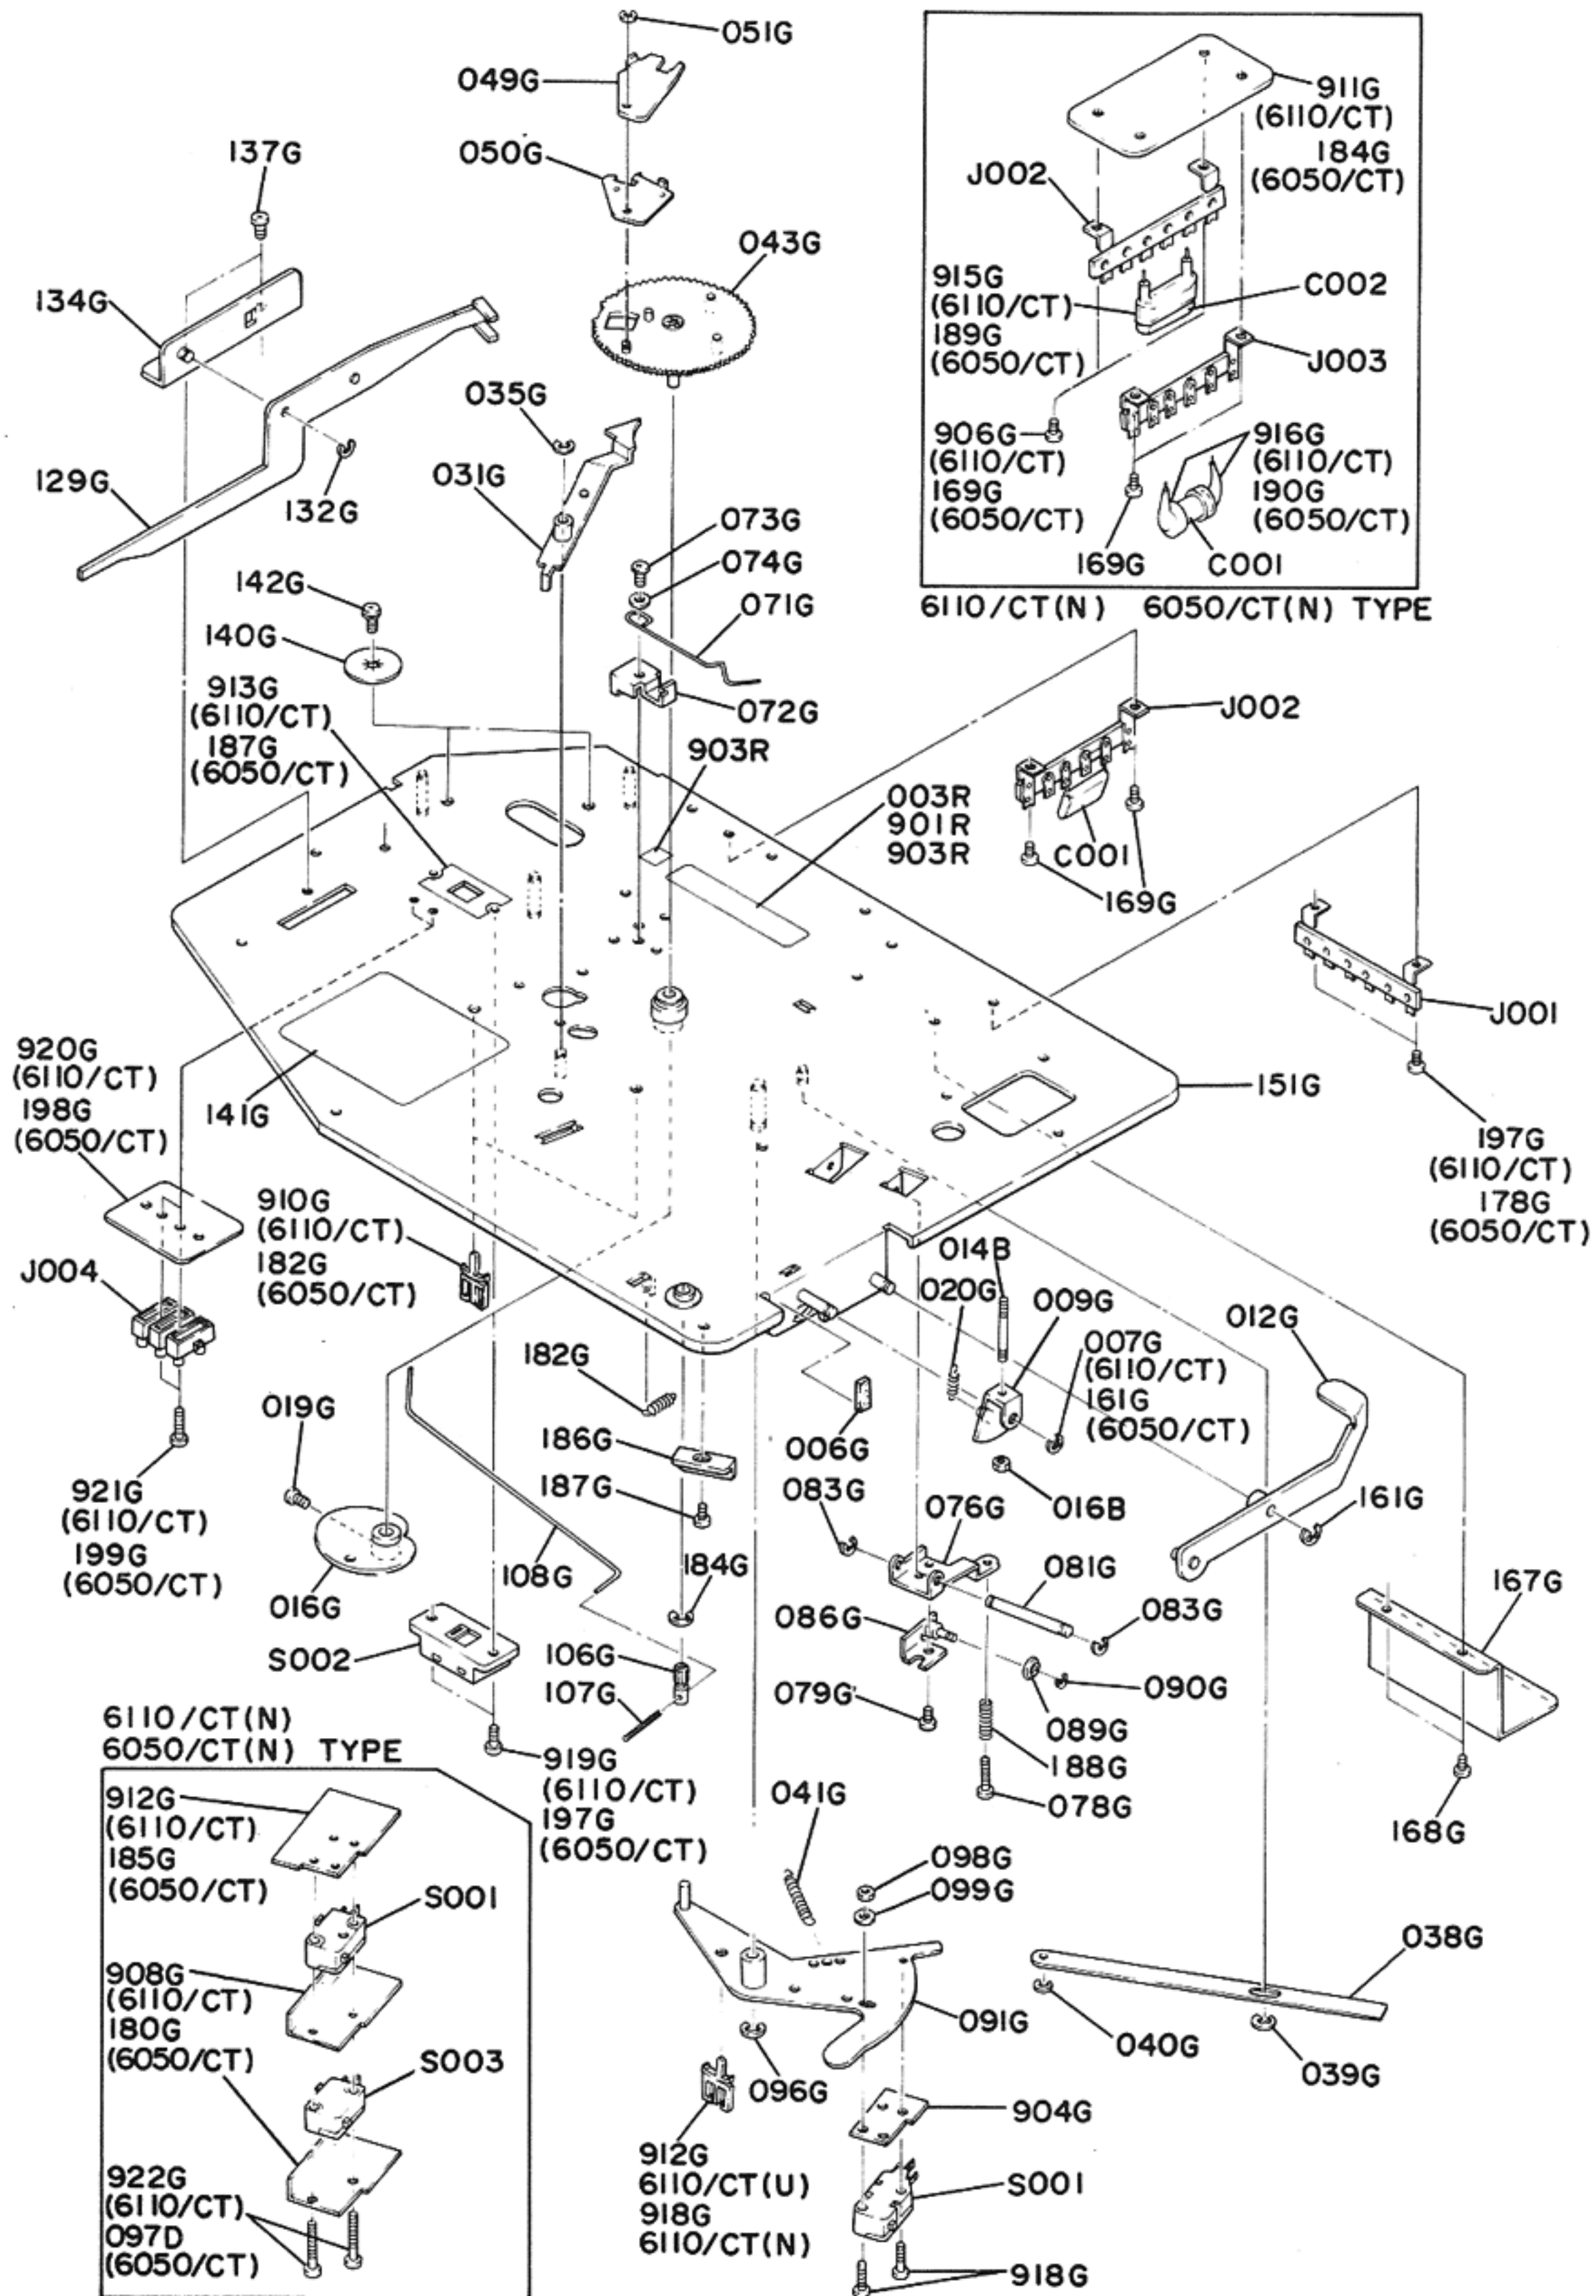 051G
049G
050G
137G
043G
134G
035G
031G
129G
132G
073G
074G
071G
142G
140G
072G
913G
(6110/CT)
187G
(6050/CT)
903R
003R
901R
903R
911G
(6110/CT)
184G
(6050/CT)
J002
915G
(6110/CT)
189G
(6050/CT)
C002
J003
906G
(6110/CT)
169G
(6050/CT)
916G
(6110/CT)
190G
(6050/CT)
169G
C001
6110/CT(N) 6050/CT(N) TYPE
J002
C001
169G
J001
151G
197G
(6110/CT)
178G
(6050/CT)
920G
(6110/CT)
198G
(6050/CT)
141G
910G
(6110/CT)
182G
(6050/CT)
J004
014B
020G
009G
012G
007G
(6110/CT)
161G
(6050/CT)
182G
006G
019G
186G
187G
083G
076G
016B
161G
921G
(6110/CT)
199G
(6050/CT)
108G
184G
081G
083G
167G
016G
086G
S002
106G
107G
079G
090G
089G
6110/CT(N)
6050/CT(N) TYPE
919G
(6110/CT)
197G
(6050/CT)
188G
078G
168G
041G
912G
(6110/CT)
185G
(6050/CT)
098G
099G
S001
038G
908G
(6110/CT)
180G
(6050/CT)
091G
040G
039G
S003
096G
904G
912G
6110/CT(U)
918G
6110/CT(N)
S001
922G
(6110/CT)
097D
(6050/CT)
918G